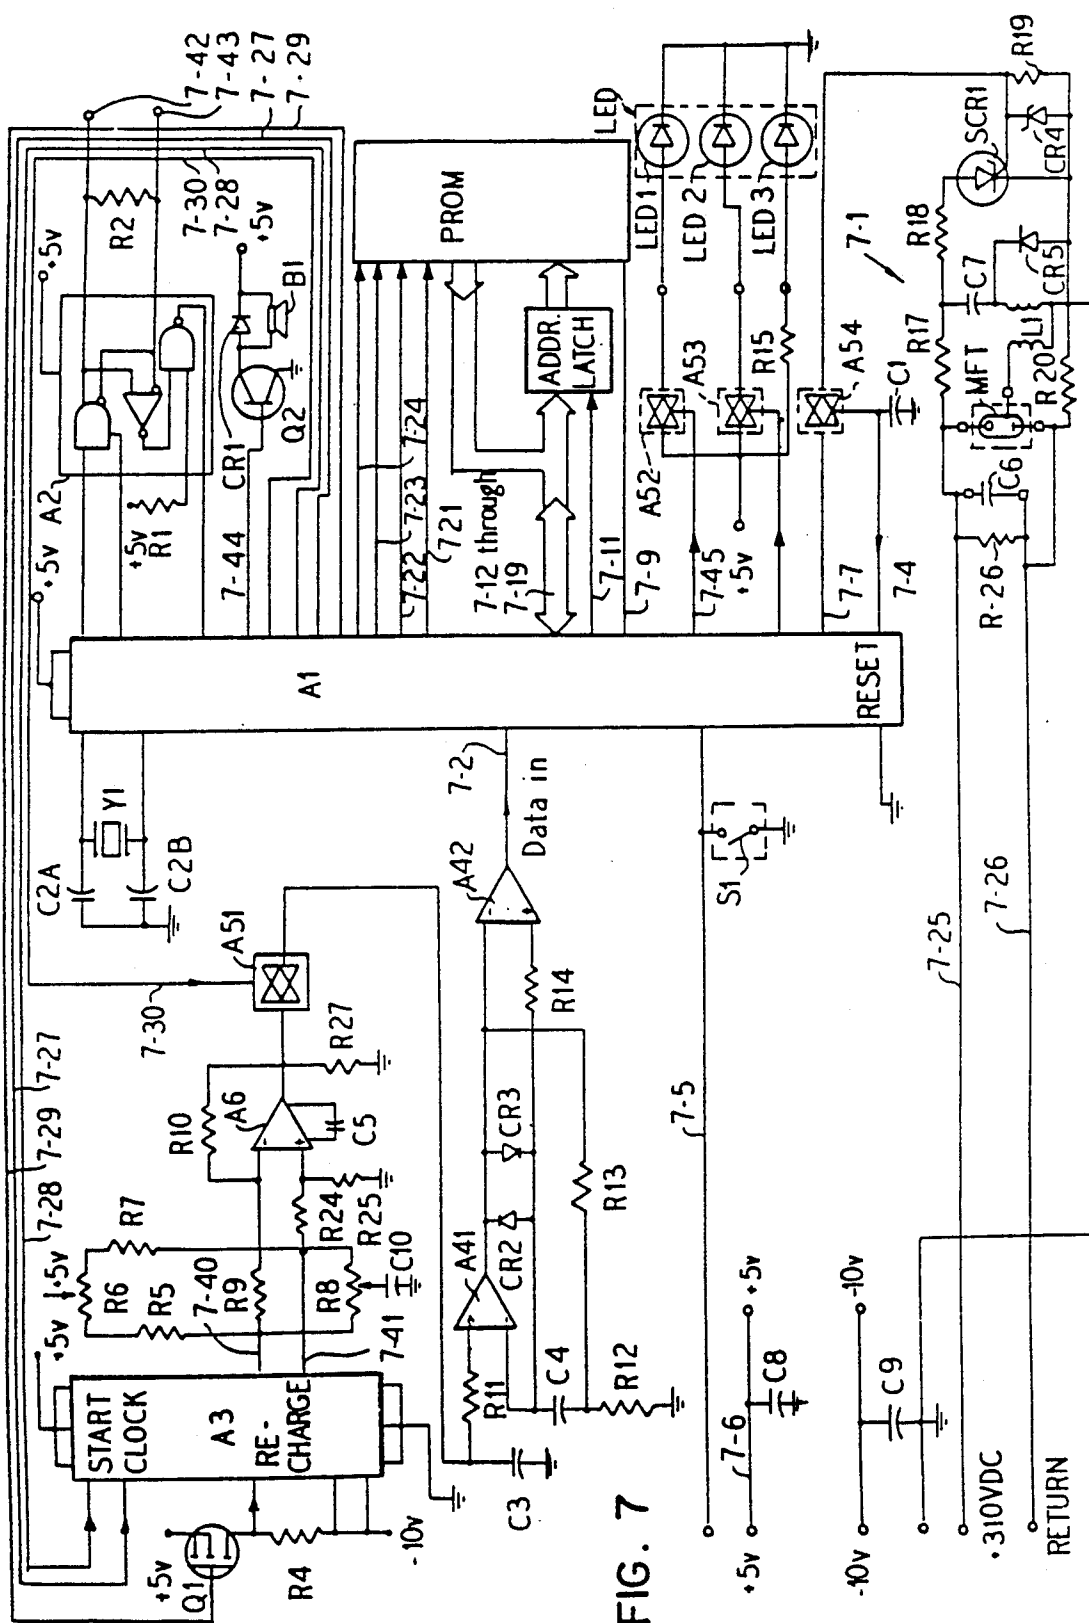 7-42
7-43
7-27
7-29
+5v
R2
7-30
7-28
+5v
+5v
A2
+5v
R1
CR1
Q2
B1
7-44
PROM
ADDR.
LATCH
7-24
7-23
7-22
721
7-12 through
7-19
7-11
7-9
7-45
+5v
LED
LED1
LED 2
LED 3
A52
A53
R15
A54
C1
7-7
7-4
A1
RESET
C2A
Y1
C2B
7-2
Data in
A42
S1
7-5
A51
7-30
7-27
7-29
7-28
R10
A6
C5
R27
R14
R7
+5v
R6
R5
7-40
R9
R8
R24
R25
C10
7-41
+5v
START
CLOCK
A3
RE-
CHARGE
+5v
Q1
R4
-10v
A41
CR2
CR3
R13
R11
C4
R12
C3
FIG. 7
+5v
7-6
C8
+5v
-10v
C9
-10v
+310VDC
RETURN
7-25
7-26
R-26
C6
MFT
R17
R20
L1
C7
R18
CR5
7-1
SCR1
CR4
R19